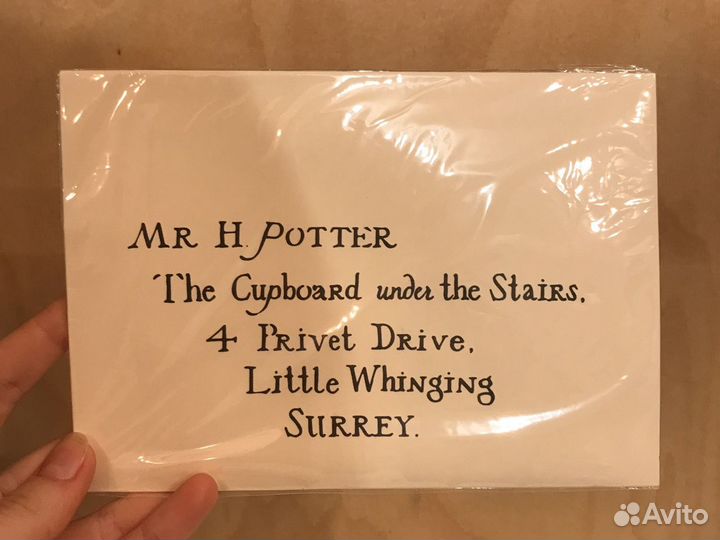 MR H. POTTER
The Cupboard under the Stairs,
4 Privet Drive,
Little Whinging
SURREY.
Avito